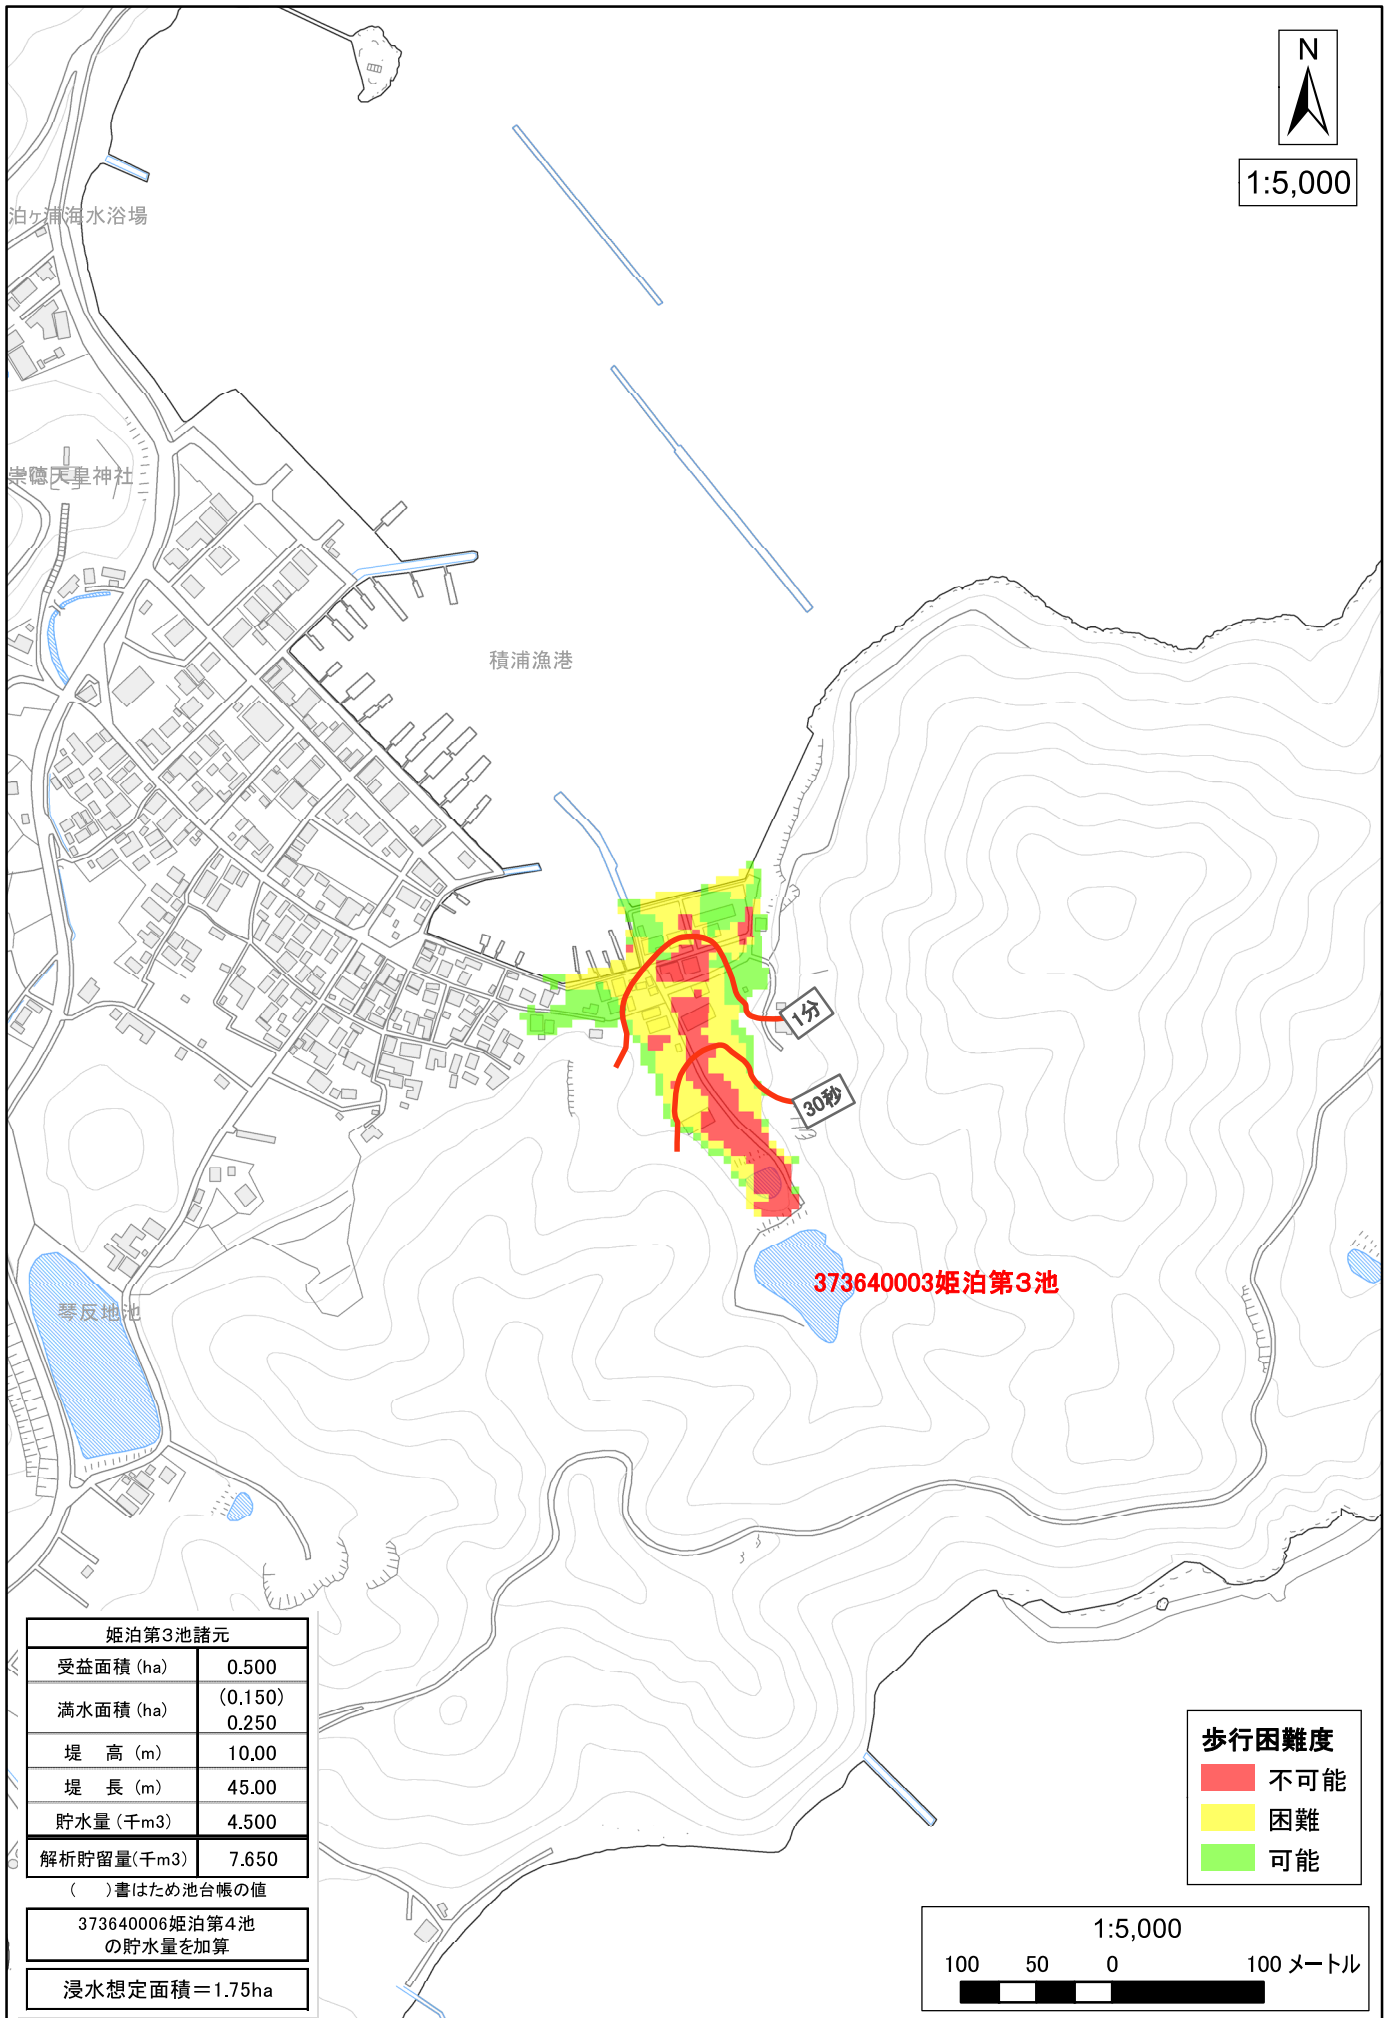 N
1:5,000
泊ヶ浦海水浴場
崇徳天皇神社
積浦漁港
1分
30秒
373640003姫泊第3池
琴反地池
姫泊第3池諸元
受益面積(ha) 0.500
満水面積(ha) (0.150) 0.250
堤 高 (m) 10.00
堤 長 (m) 45.00
貯水量(千m3) 4.500
解析貯留量(千m3) 7.650
( )書はため池台帳の値
373640006姫泊第4池
の貯水量を加算
浸水想定面積=1.75ha
歩行困難度
不可能
困難
可能
1:5,000
100 50 0 100 メートル